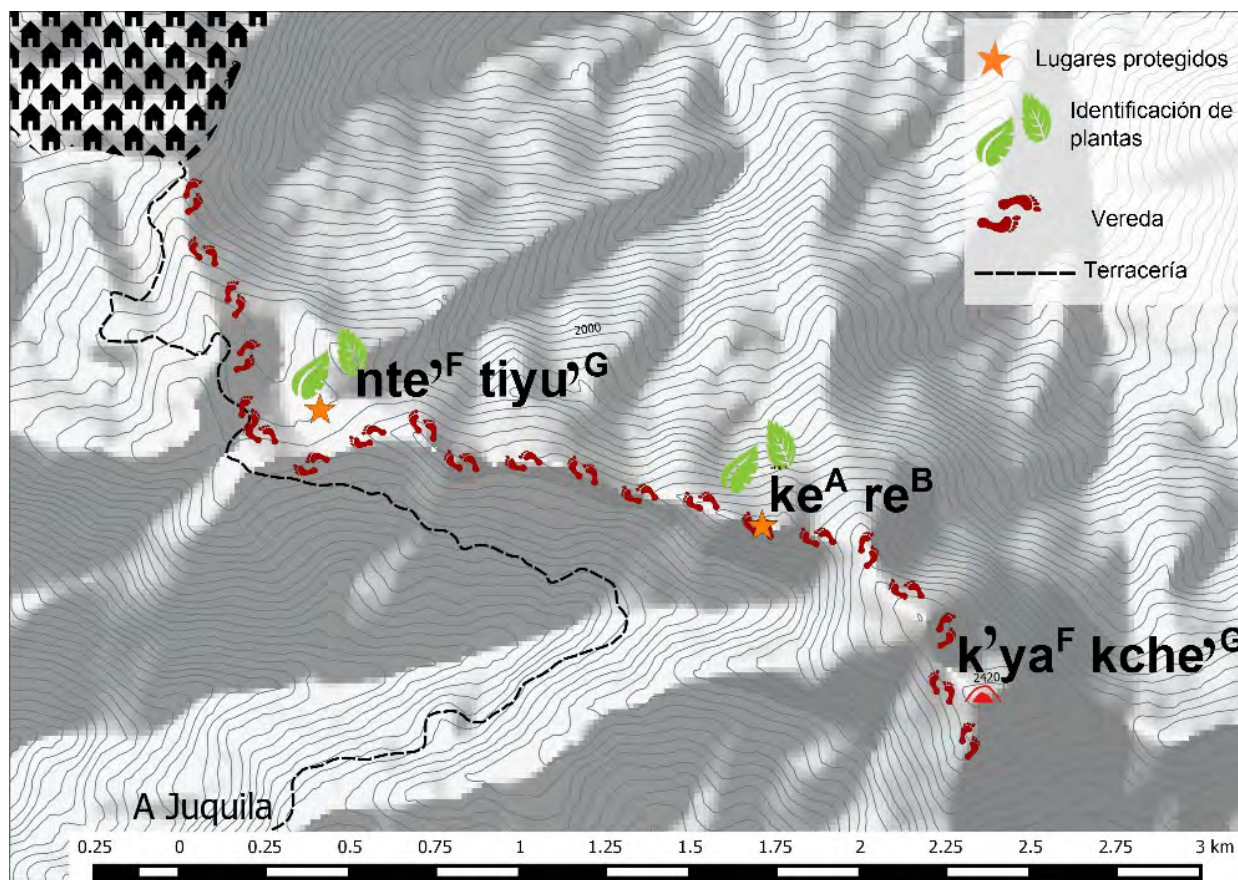 Lugares protegidos
Identificación de
plantas
Vereda
Terracería
2000
nte’ᶠ tiyu’ᴳ
keᴬ reᴮ
k’yaᶠ kche’ᴳ
2420
A Juquila
0.25 0 0.25 0.5 0.75 1 1.25 1.5 1.75 2 2.25 2.5 2.75 3 km